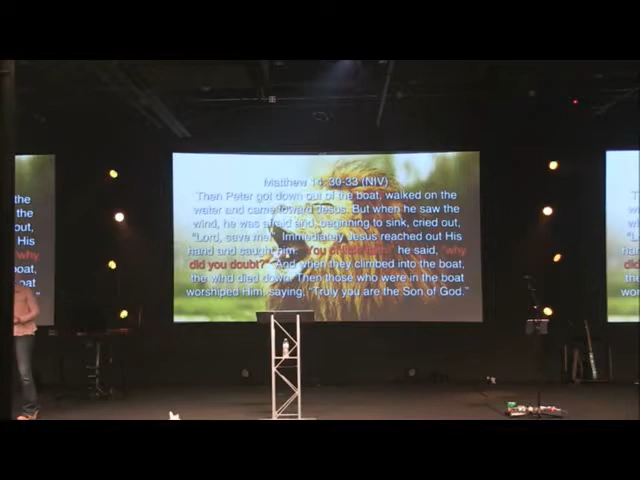 Matthew 14:30-33 (NIV)
"Then Peter got down out of the boat, walked on the
water and came toward Jesus. But when he saw the
wind, he was afraid and, beginning to sink, cried out,
"Lord, save me!" Immediately Jesus reached out His
hand and caught him. "You of little faith," he said, "why
did you doubt?" And when they climbed into the boat,
the wind died down. Then those who were in the boat
worshiped Him, saying, "Truly you are the Son of God."